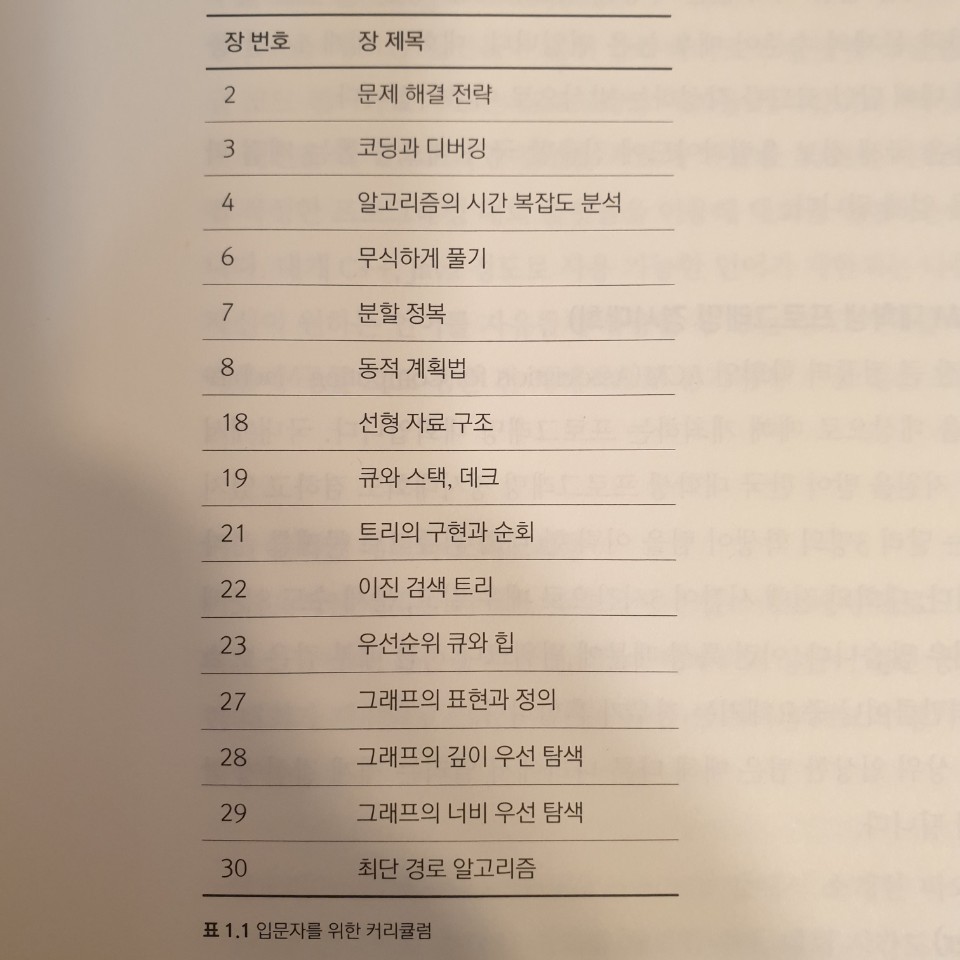 장 번호 장 제목
2 문제 해결 전략
3 코딩과 디버깅
4 알고리즘의 시간 복잡도 분석
6 무식하게 풀기
7 분할 정복
8 동적 계획법
18 선형 자료 구조
19 큐와 스택, 데크
21 트리의 구현과 순회
22 이진 검색 트리
23 우선순위 큐와 힙
27 그래프의 표현과 정의
28 그래프의 깊이 우선 탐색
29 그래프의 너비 우선 탐색
30 최단 경로 알고리즘
표 1.1 입문자를 위한 커리큘럼